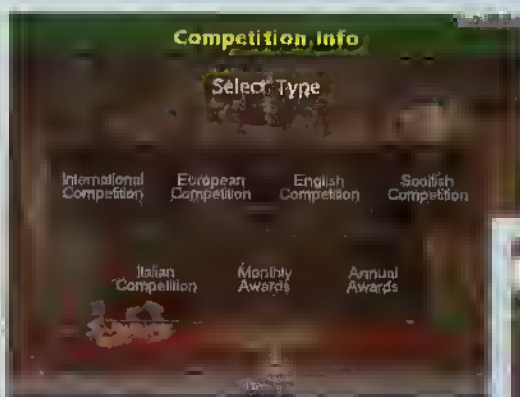 Competition Info
Select Type
International Competition
European Competition
English Competition
Scottish Competition
Italian Competition
Monthly Awards
Annual Awards